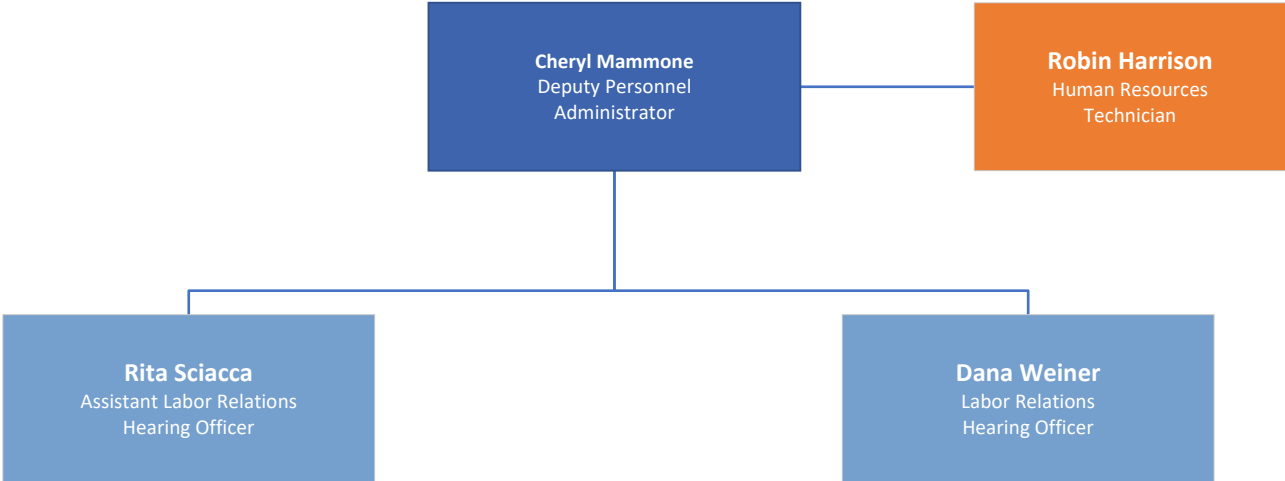 Cheryl Mammone
Deputy Personnel
Administrator
Robin Harrison
Human Resources
Technician
Rita Sciacca
Assistant Labor Relations
Hearing Officer
Dana Weiner
Labor Relations
Hearing Officer